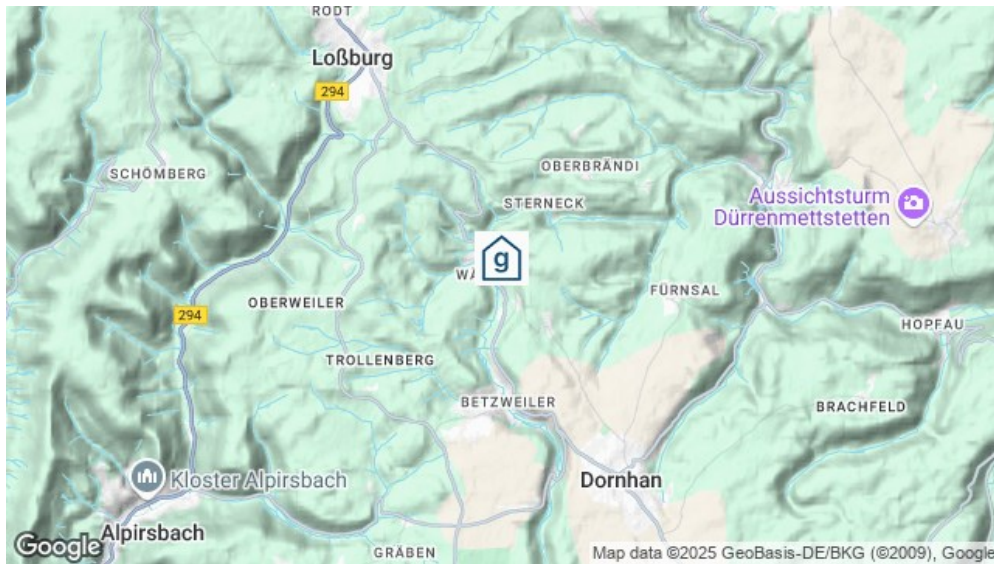 RODT
Loßburg
294
SCHÖMBERG
OBERBRÄNDI
STERNECK
Aussichtsturm
Dürrenmettstetten
g
FÜRNSAL
OBERWEILER
294
HOPFAU
TROLLENBERG
BETZWEILER
BRACHFELD
Kloster Alpirsbach
Dornhan
Alpirsbach
GRÄBEN
Google
Map data ©2025 GeoBasis-DE/BKG (©2009), Google